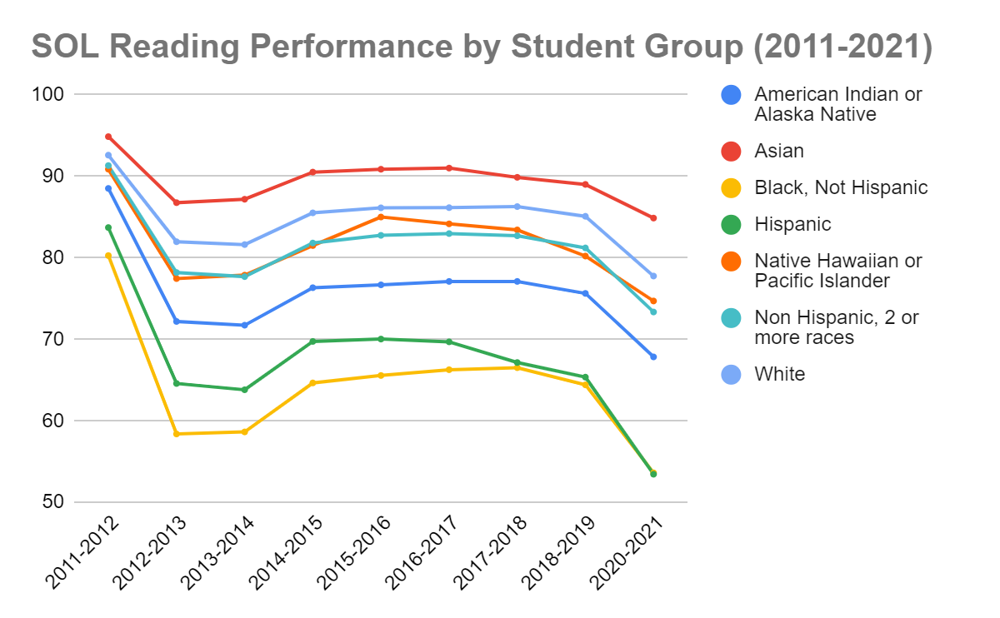 SOL Reading Performance by Student Group (2011-2021)
100
90
80
70
60
50
2011-2012
2012-2013
2013-2014
2014-2015
2015-2016
2016-2017
2017-2018
2018-2019
2020-2021
American Indian or
Alaska Native
Asian
Black, Not Hispanic
Hispanic
Native Hawaiian or
Pacific Islander
Non Hispanic, 2 or
more races
White